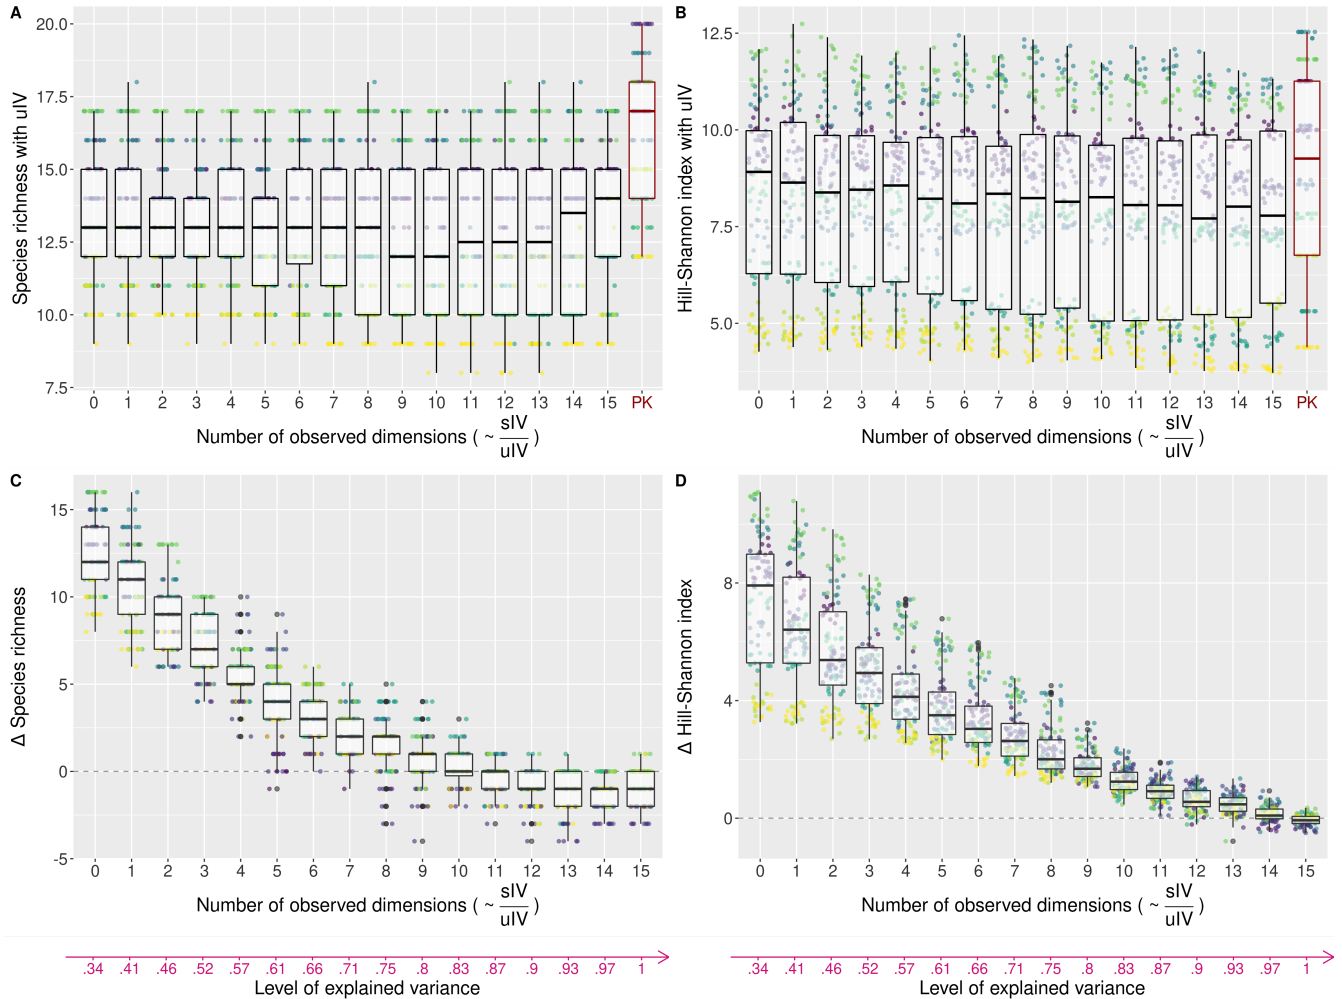 A
Species richness with uIV
20.0
17.5
15.0
12.5
10.0
7.5
0 1 2 3 4 5 6 7 8 9 10 11 12 13 14 15 PK
Number of observed dimensions ( ~ sIV
uIV )
B
Hill-Shannon index with uIV
12.5
10.0
7.5
5.0
0 1 2 3 4 5 6 7 8 9 10 11 12 13 14 15 PK
Number of observed dimensions ( ~ sIV
uIV )
C
Δ Species richness
15
10
5
0
-5
0 1 2 3 4 5 6 7 8 9 10 11 12 13 14 15
Number of observed dimensions ( ~ sIV
uIV )
D
Δ Hill-Shannon index
8
4
0
0 1 2 3 4 5 6 7 8 9 10 11 12 13 14 15
Number of observed dimensions ( ~ sIV
uIV )
.34 .41 .46 .52 .57 .61 .66 .71 .75 .8 .83 .87 .9 .93 .97 1
Level of explained variance
.34 .41 .46 .52 .57 .61 .66 .71 .75 .8 .83 .87 .9 .93 .97 1
Level of explained variance